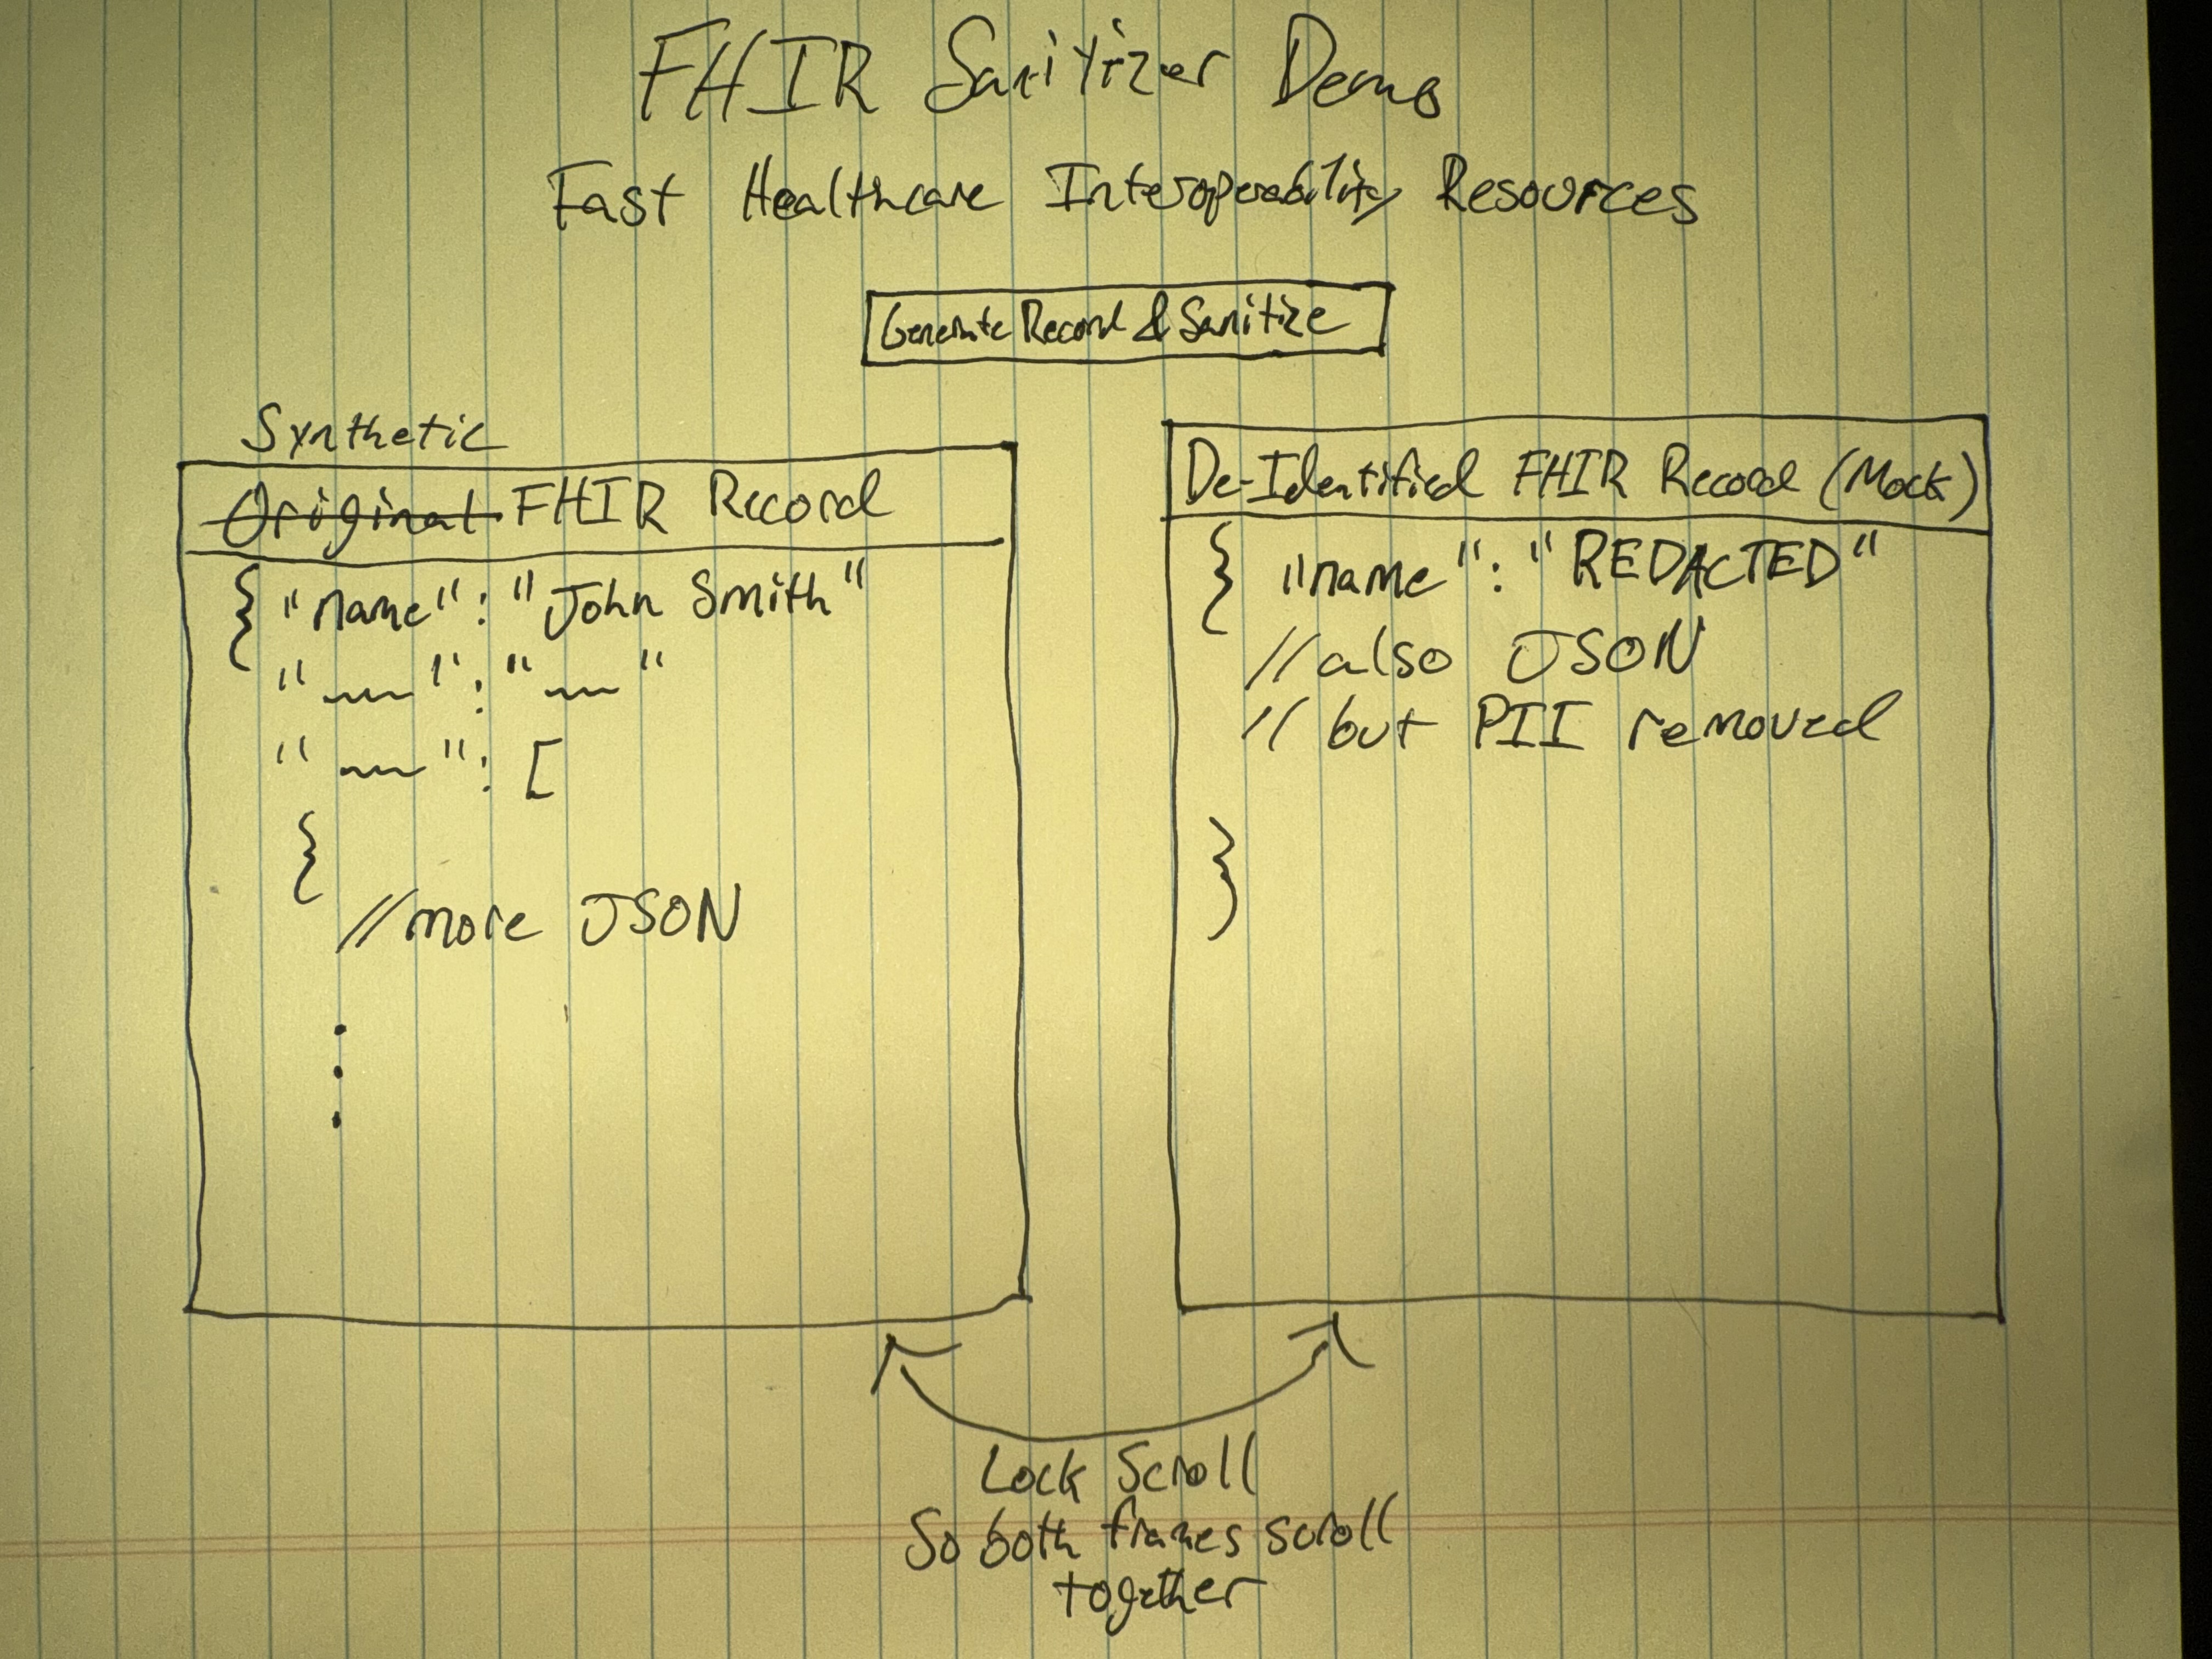 FHIR Sanitizer Demo
Fast Healthcare Interoperability Resources
Generate Record & Sanitize
Synthetic
Original FHIR Record
{ "name": "John Smith"
" ": " "
" ": [
{
//more JSON
De-Identified FHIR Record (Mock)
{ "name": "REDACTED"
//also JSON
// but PII removed
}
Lock Scroll
So both frames scroll
together